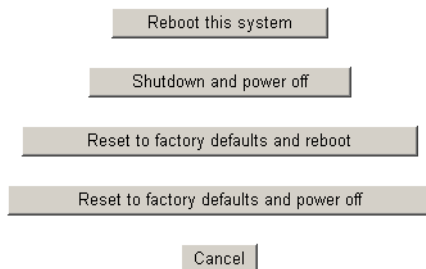 Reboot this system
Shutdown and power off
Reset to factory defaults and reboot
Reset to factory defaults and power off
Cancel